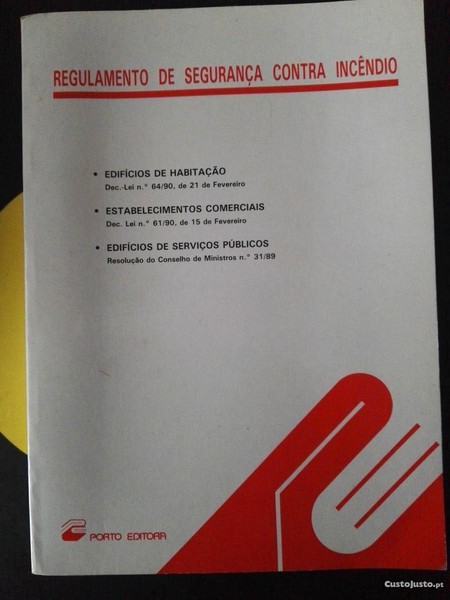 REGULAMENTO DE SEGURANÇA CONTRA INCÊNDIO
• EDIFÍCIOS DE HABITAÇÃO
Dec.-Lei n.° 64/90, de 21 de Fevereiro
• ESTABELECIMENTOS COMERCIAIS
Dec. Lei n.° 61/90, de 15 de Fevereiro
• EDIFÍCIOS DE SERVIÇOS PÚBLICOS
Resolução do Conselho de Ministros n.° 31/89
PORTO EDITORA
CustoJusto.pt